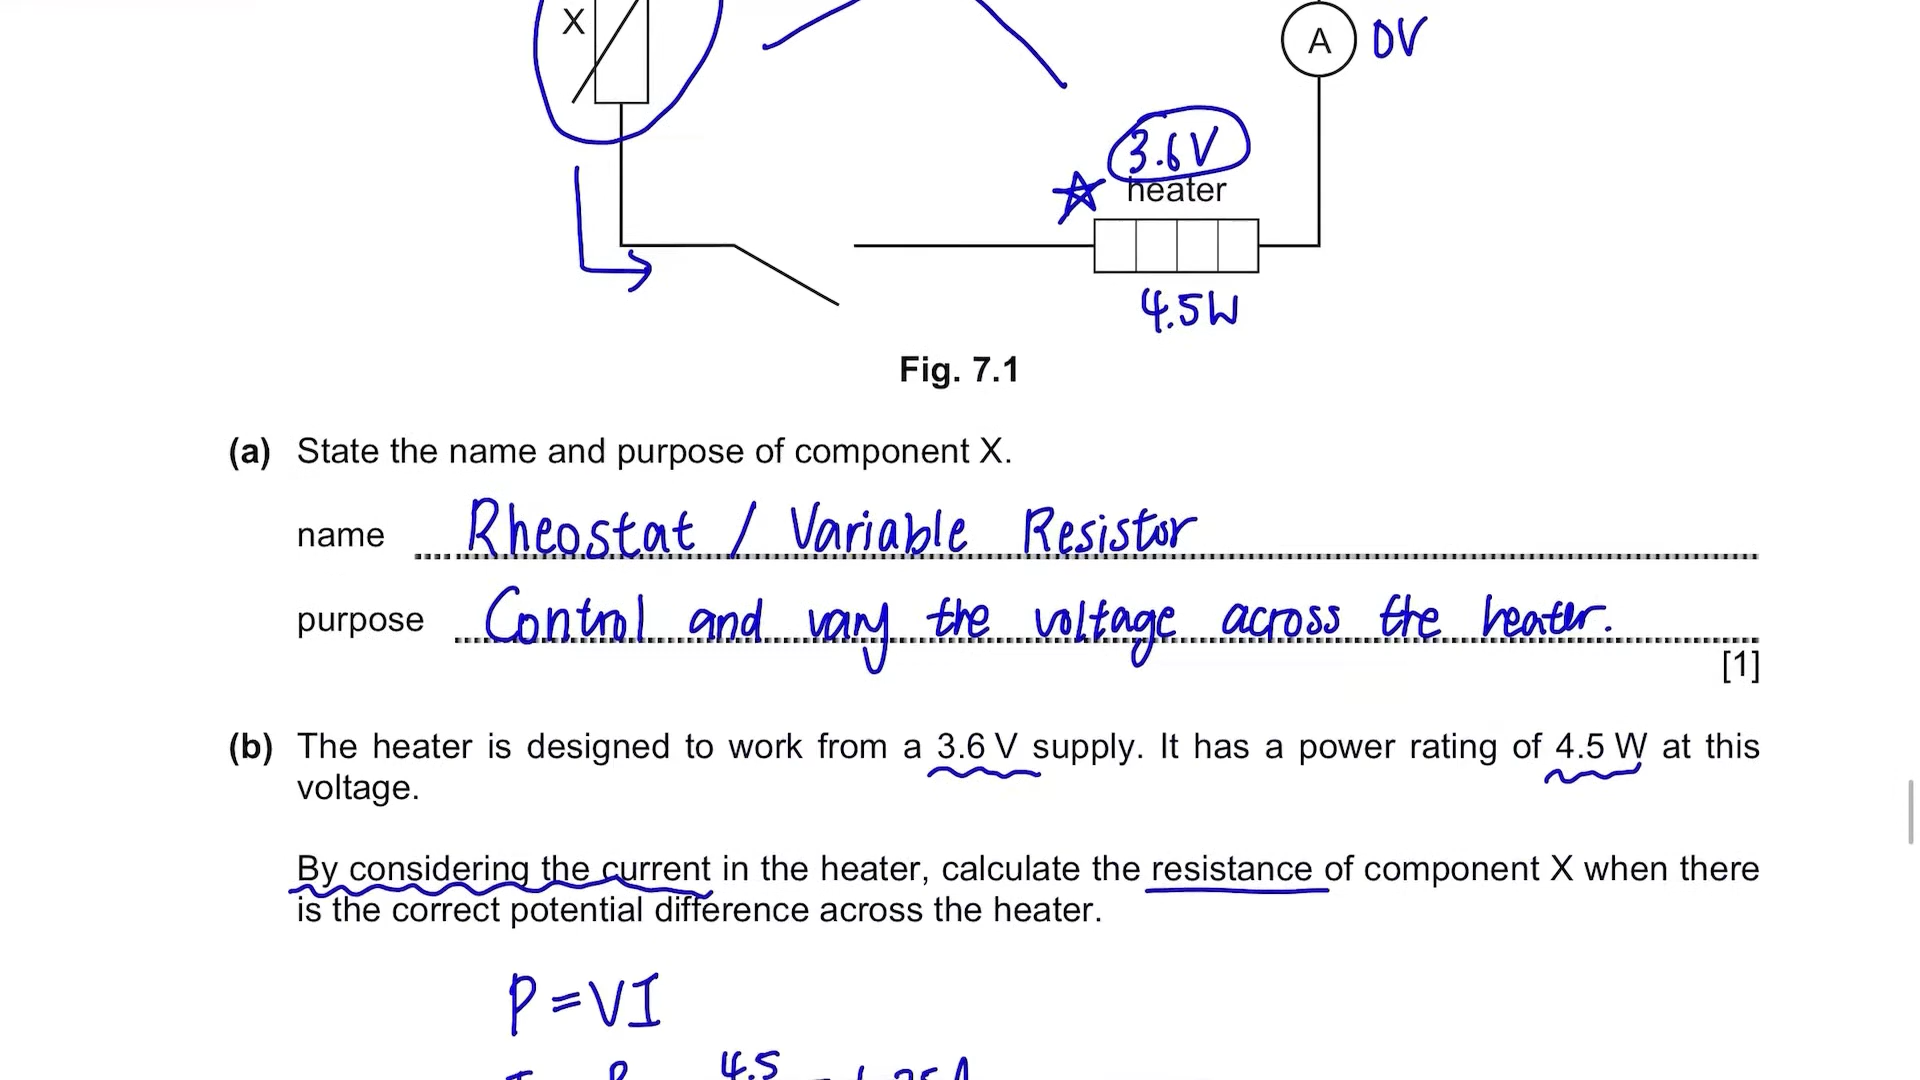 X
A 0V
3.6 V
heater
4.5W
Fig. 7.1
(a) State the name and purpose of component X.
name Rheostat / Variable Resistor
purpose Control and vary the voltage across the heater.
[1]
(b) The heater is designed to work from a 3.6 V supply. It has a power rating of 4.5 W at this
voltage.
By considering the current in the heater, calculate the resistance of component X when there
is the correct potential difference across the heater.
P = VI
4.5